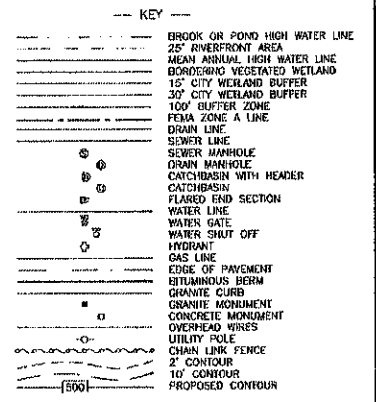 KEY
BROOK OR POND HIGH WATER LINE
25' RIVERFRONT AREA
MEAN ANNUAL HIGH WATER LINE
BORDERING VEGETATED WETLAND
15' CITY WETLAND BUFFER
30' CITY WETLAND BUFFER
100' BUFFER ZONE
FEMA ZONE A LINE
DRAIN LINE
SEWER LINE
SEWER MANHOLE
DRAIN MANHOLE
CATCHBASIN WITH HEADER
CATCHBASIN
FLARED END SECTION
WATER LINE
WATER GATE
WATER SHUT OFF
HYDRANT
GAS LINE
EDGE OF PAVEMENT
BITUMINOUS BERM
GRANITE CURB
GRANITE MONUMENT
CONCRETE MONUMENT
OVERHEAD WIRES
UTILITY POLE
CHAIN LINK FENCE
2' CONTOUR
10' CONTOUR
[500] PROPOSED CONTOUR